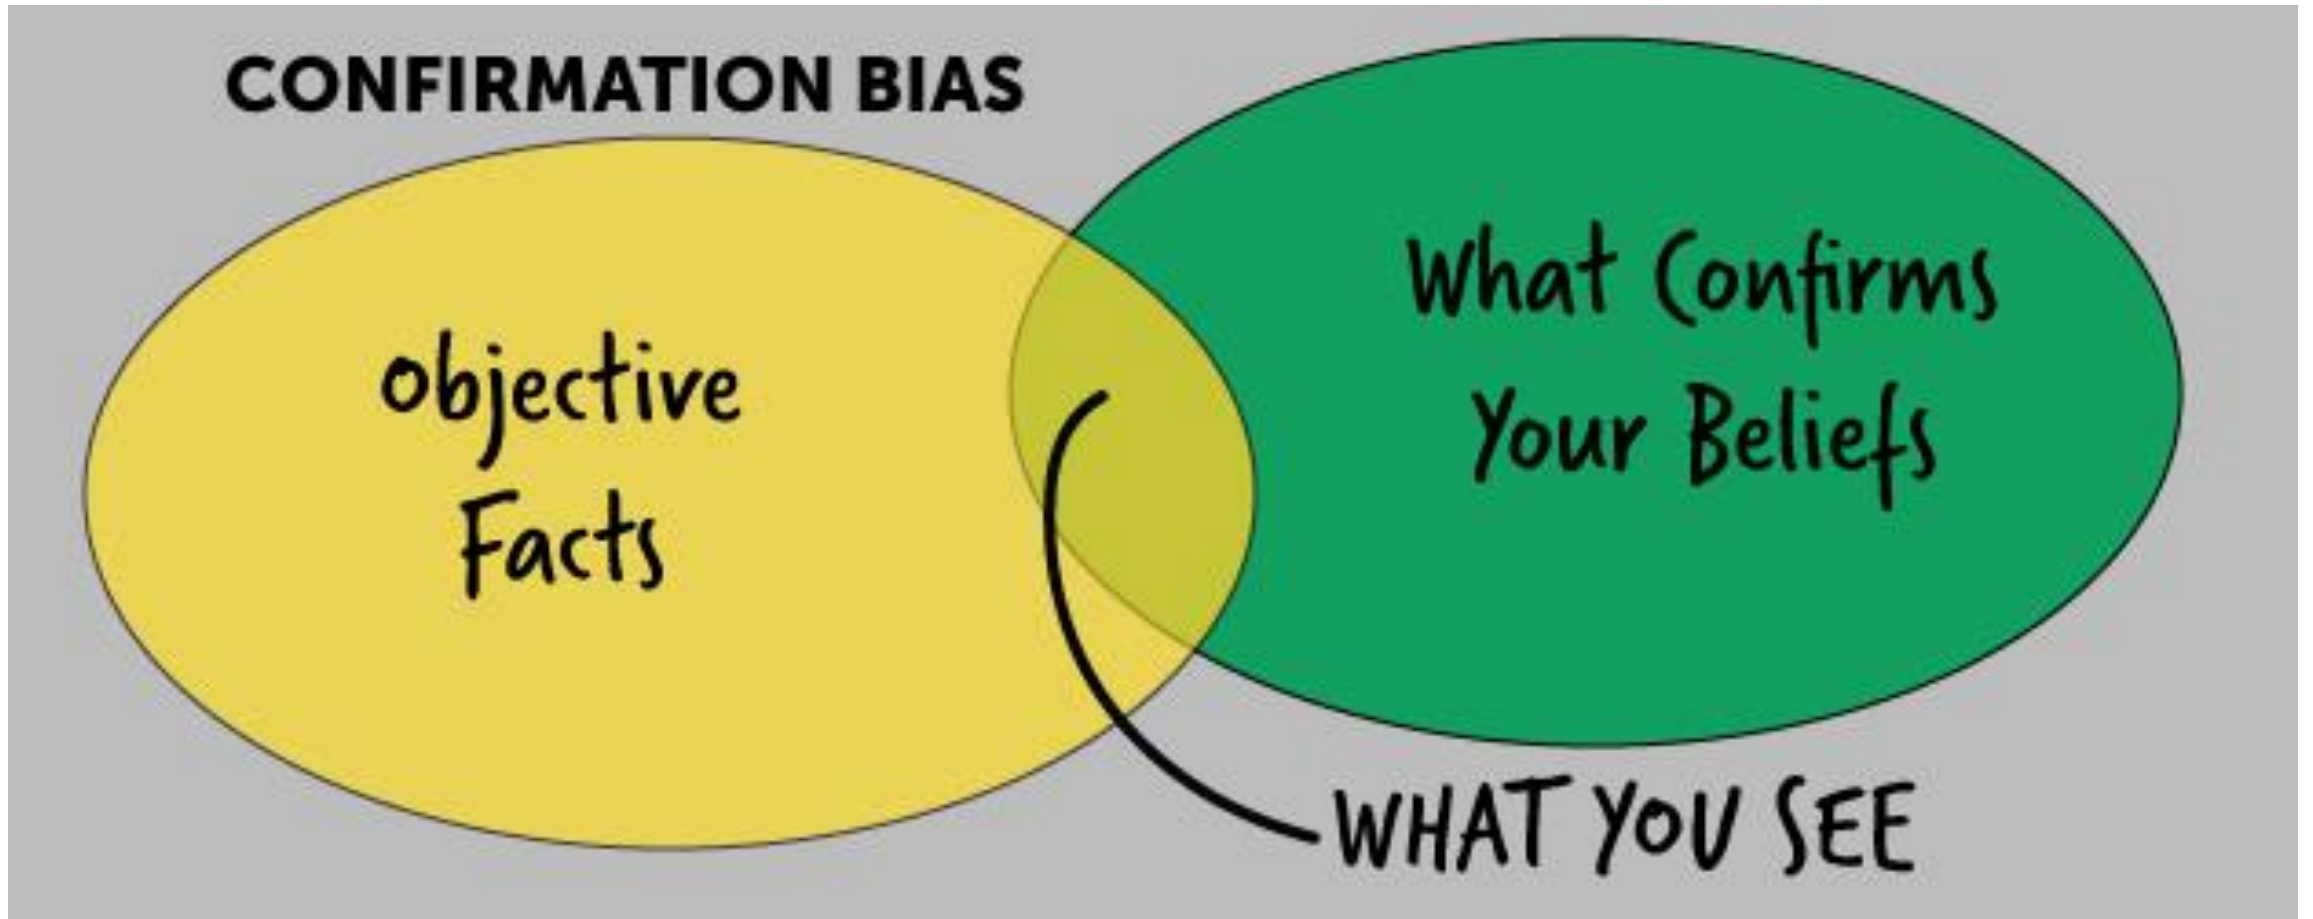 CONFIRMATION BIAS
Objective
Facts
What Confirms
Your Beliefs
WHAT YOU SEE